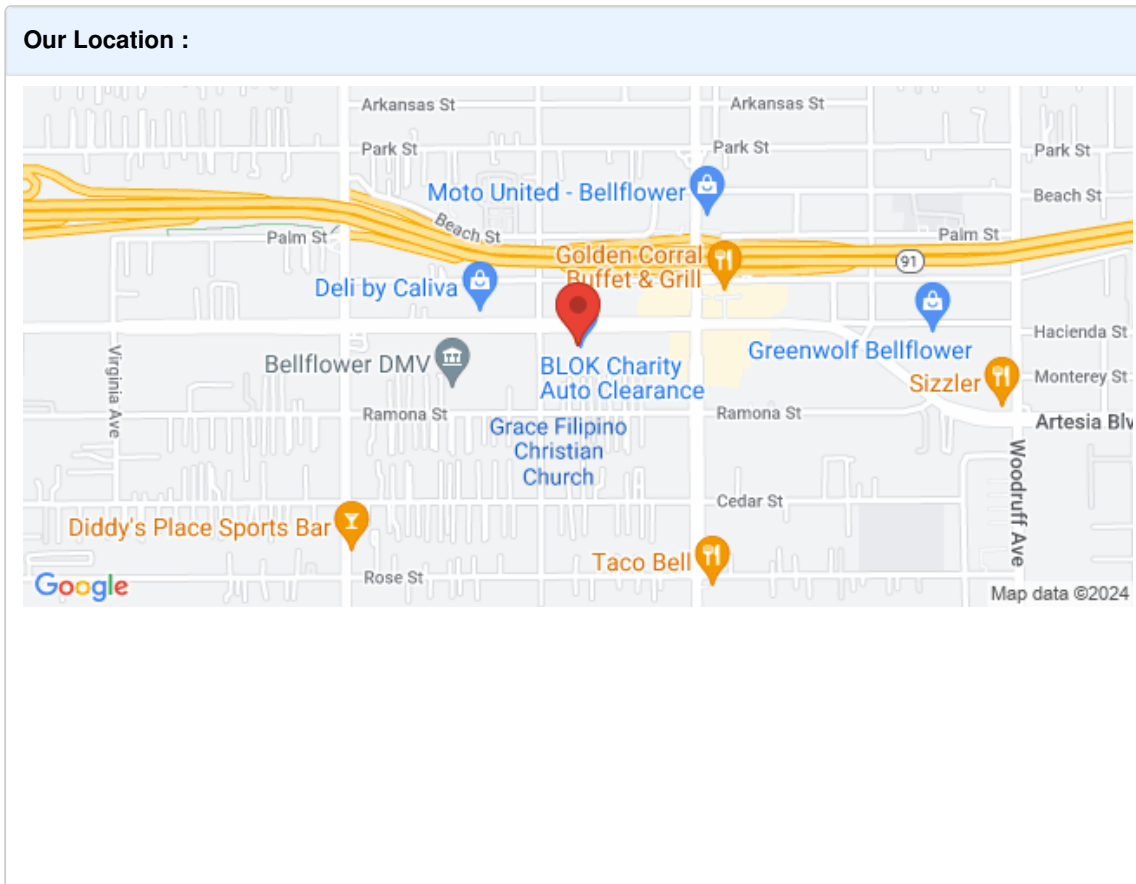 Our Location :
Arkansas St
Arkansas St
Park St
Park St
Park St
Moto United - Bellflower
Beach St
Beach St
Palm St
Palm St
Golden Corral
Buffet & Grill
91
Deli by Caliva
Hacienda St
Greenwolf Bellflower
Bellflower DMV
BLOK Charity
Auto Clearance
Virginia Ave
Monterey St
Sizzler
Ramona St
Ramona St
Artesia Blv
Grace Filipino
Christian
Church
Woodruff Ave
Cedar St
Diddy's Place Sports Bar
Taco Bell
Rose St
Google
Map data ©2024